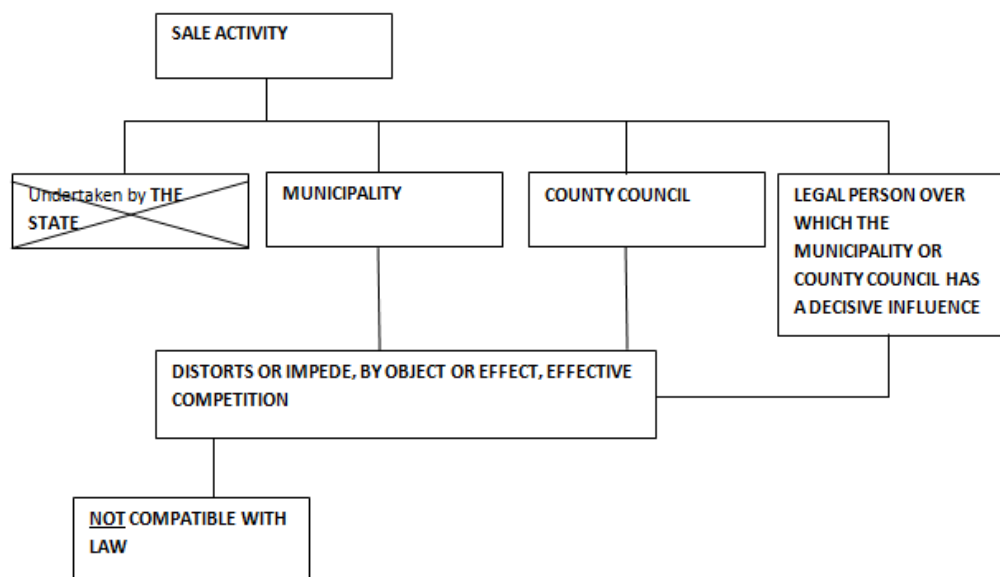 SALE ACTIVITY
Undertaken by THE
STATE
MUNICIPALITY
COUNTY COUNCIL
LEGAL PERSON OVER
WHICH THE
MUNICIPALITY OR
COUNTY COUNCIL HAS
A DECISIVE INFLUENCE
DISTORTS OR IMPEDE, BY OBJECT OR EFFECT, EFFECTIVE
COMPETITION
NOT COMPATIBLE WITH
LAW